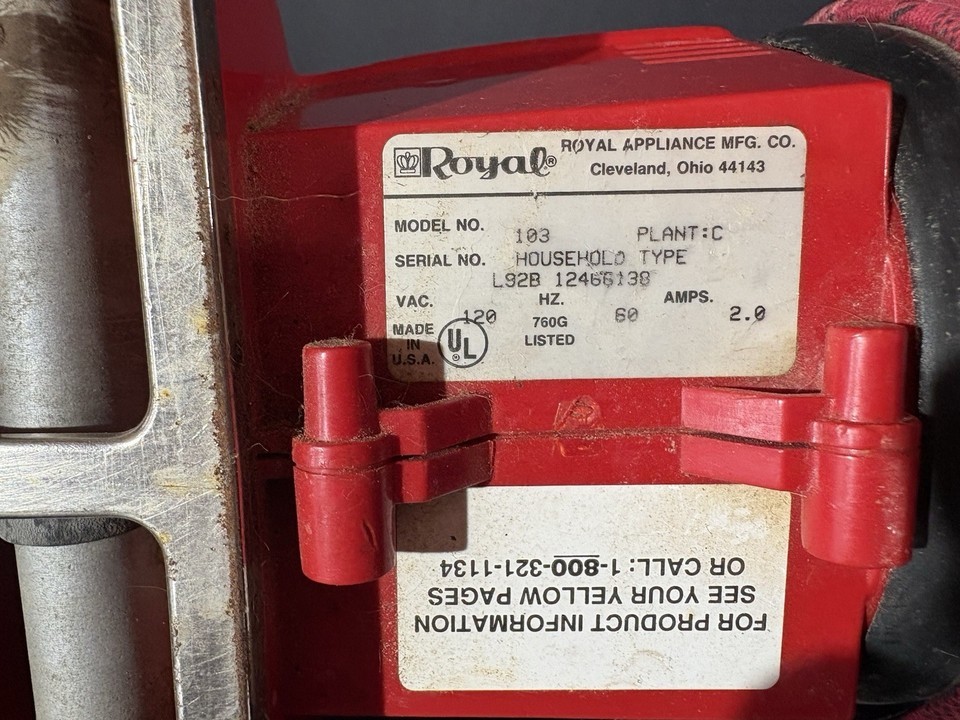 Royal®
ROYAL APPLIANCE MFG. CO.
Cleveland, Ohio 44143
MODEL NO. 103 PLANT:C
SERIAL NO. HOUSEHOLD TYPE
L92B 12466138
VAC. 120 HZ. 60 AMPS. 2.0
MADE IN U.S.A.
UL®
760G
LISTED
FOR PRODUCT INFORMATION
SEE YOUR YELLOW PAGES
OR CALL: 1-800-321-1134